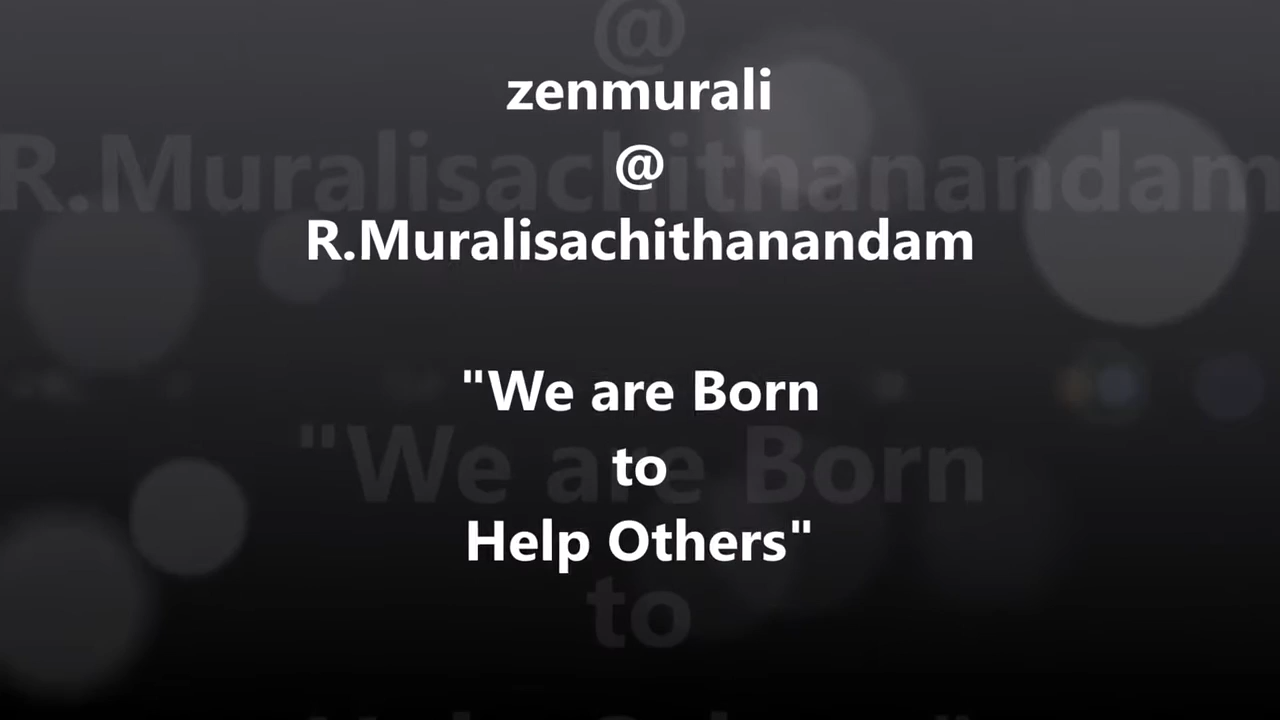 zenmurali
@
R.Muralisachithanandam
"We are Born
to
Help Others"